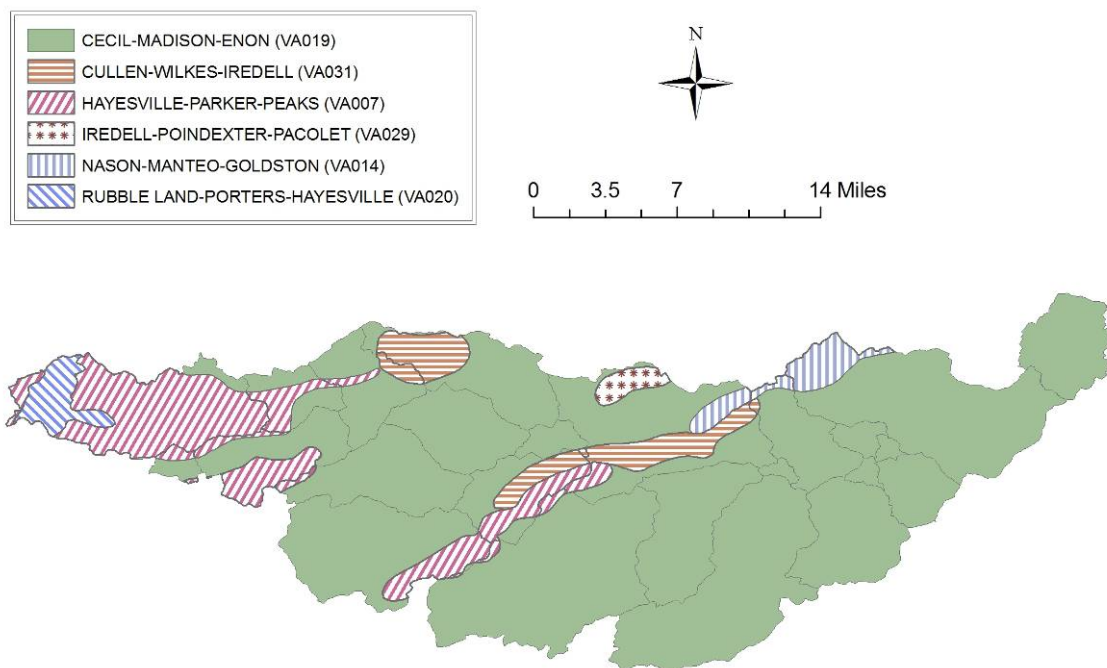 CECIL-MADISON-ENON (VA019)
CULLEN-WILKES-IREDELL (VA031)
HAYESVILLE-PARKER-PEAKS (VA007)
IREDELL-POINDEXTER-PACOLET (VA029)
NASON-MANTEO-GOLDSTON (VA014)
RUBBLE LAND-PORTERS-HAYESVILLE (VA020)
N
0 3.5 7 14 Miles